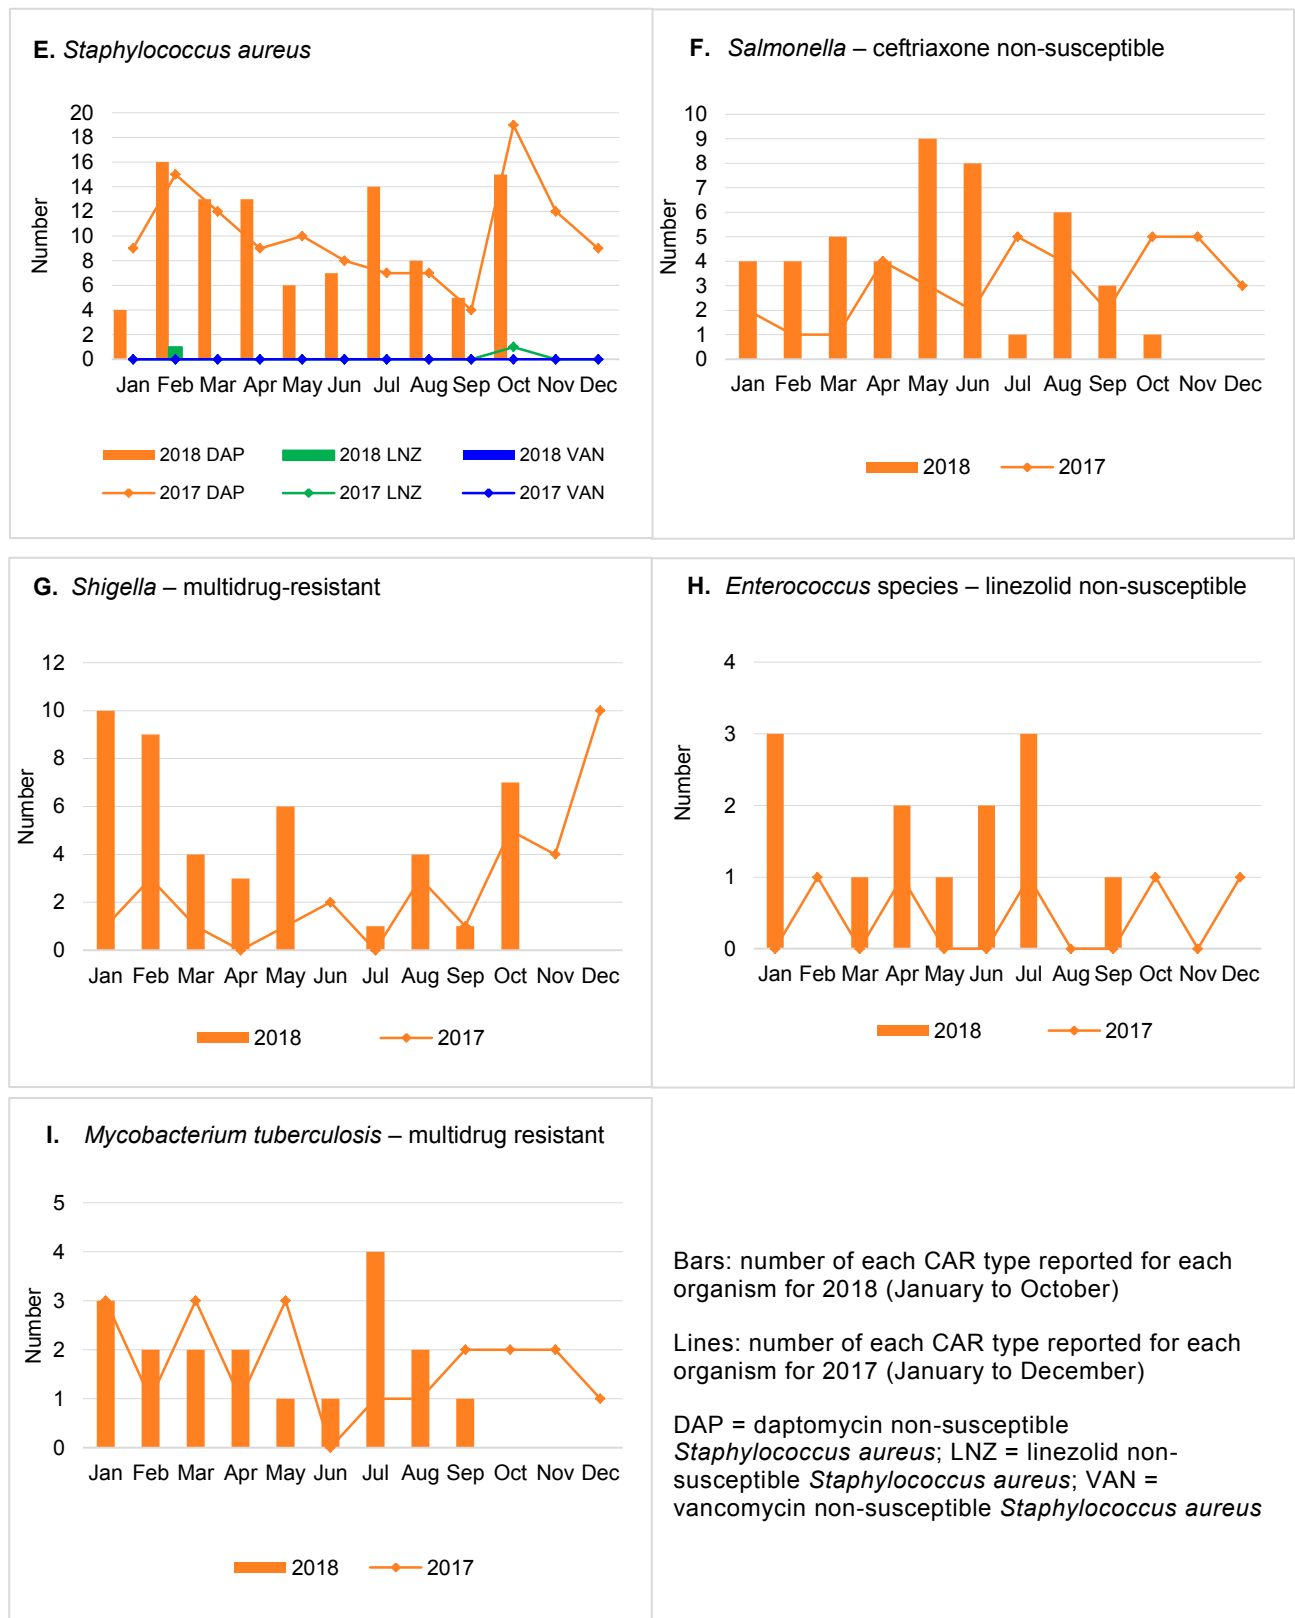 E. Staphylococcus aureus
20
18
16
14
12
10
8
6
4
2
0
Number
Jan Feb Mar Apr May Jun Jul Aug Sep Oct Nov Dec
2018 DAP 2018 LNZ 2018 VAN
2017 DAP 2017 LNZ 2017 VAN
F. Salmonella – ceftriaxone non-susceptible
10
9
8
7
6
5
4
3
2
1
0
Number
Jan Feb Mar Apr May Jun Jul Aug Sep Oct Nov Dec
2018 2017
G. Shigella – multidrug-resistant
12
10
8
6
4
2
0
Number
Jan Feb Mar Apr May Jun Jul Aug Sep Oct Nov Dec
2018 2017
H. Enterococcus species – linezolid non-susceptible
4
3
2
1
0
Number
Jan Feb Mar Apr May Jun Jul Aug Sep Oct Nov Dec
2018 2017
I. Mycobacterium tuberculosis – multidrug resistant
5
4
3
2
1
0
Number
Jan Feb Mar Apr May Jun Jul Aug Sep Oct Nov Dec
2018 2017
Bars: number of each CAR type reported for each
organism for 2018 (January to October)
Lines: number of each CAR type reported for each
organism for 2017 (January to December)
DAP = daptomycin non-susceptible
Staphylococcus aureus; LNZ = linezolid non-
susceptible Staphylococcus aureus; VAN =
vancomycin non-susceptible Staphylococcus aureus